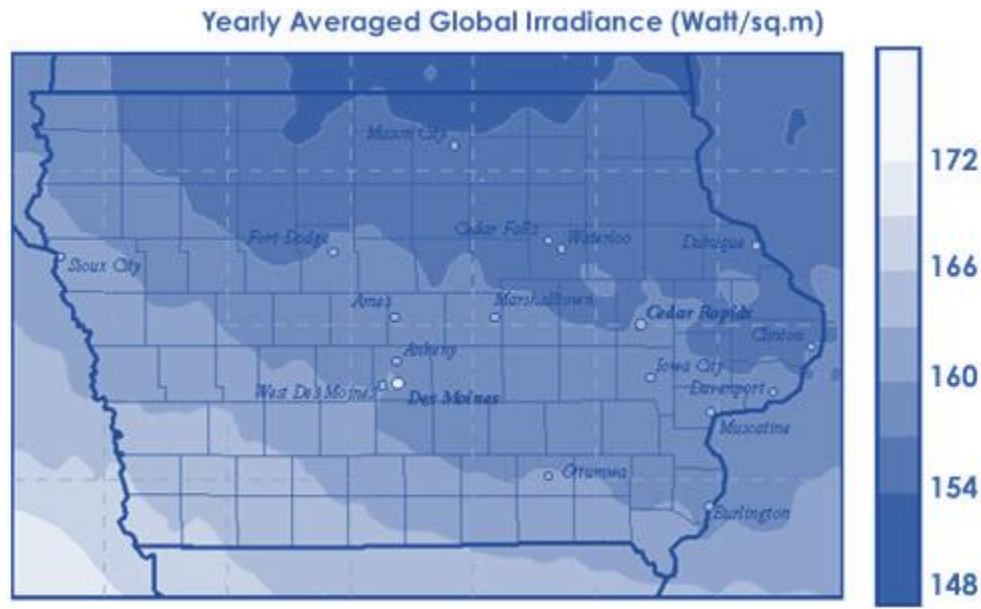 Yearly Averaged Global Irradiance (Watt/sq.m)
Mason City
172
Fort Dodge
Cedar Falls
Waterloo
Dubuque
Sioux City
166
Ames
Marshalltown
Cedar Rapids
Clinton
Ankeny
Iowa City
160
West Des Moines
Des Moines
Davenport
Muscatine
Ottumwa
154
Burlington
148